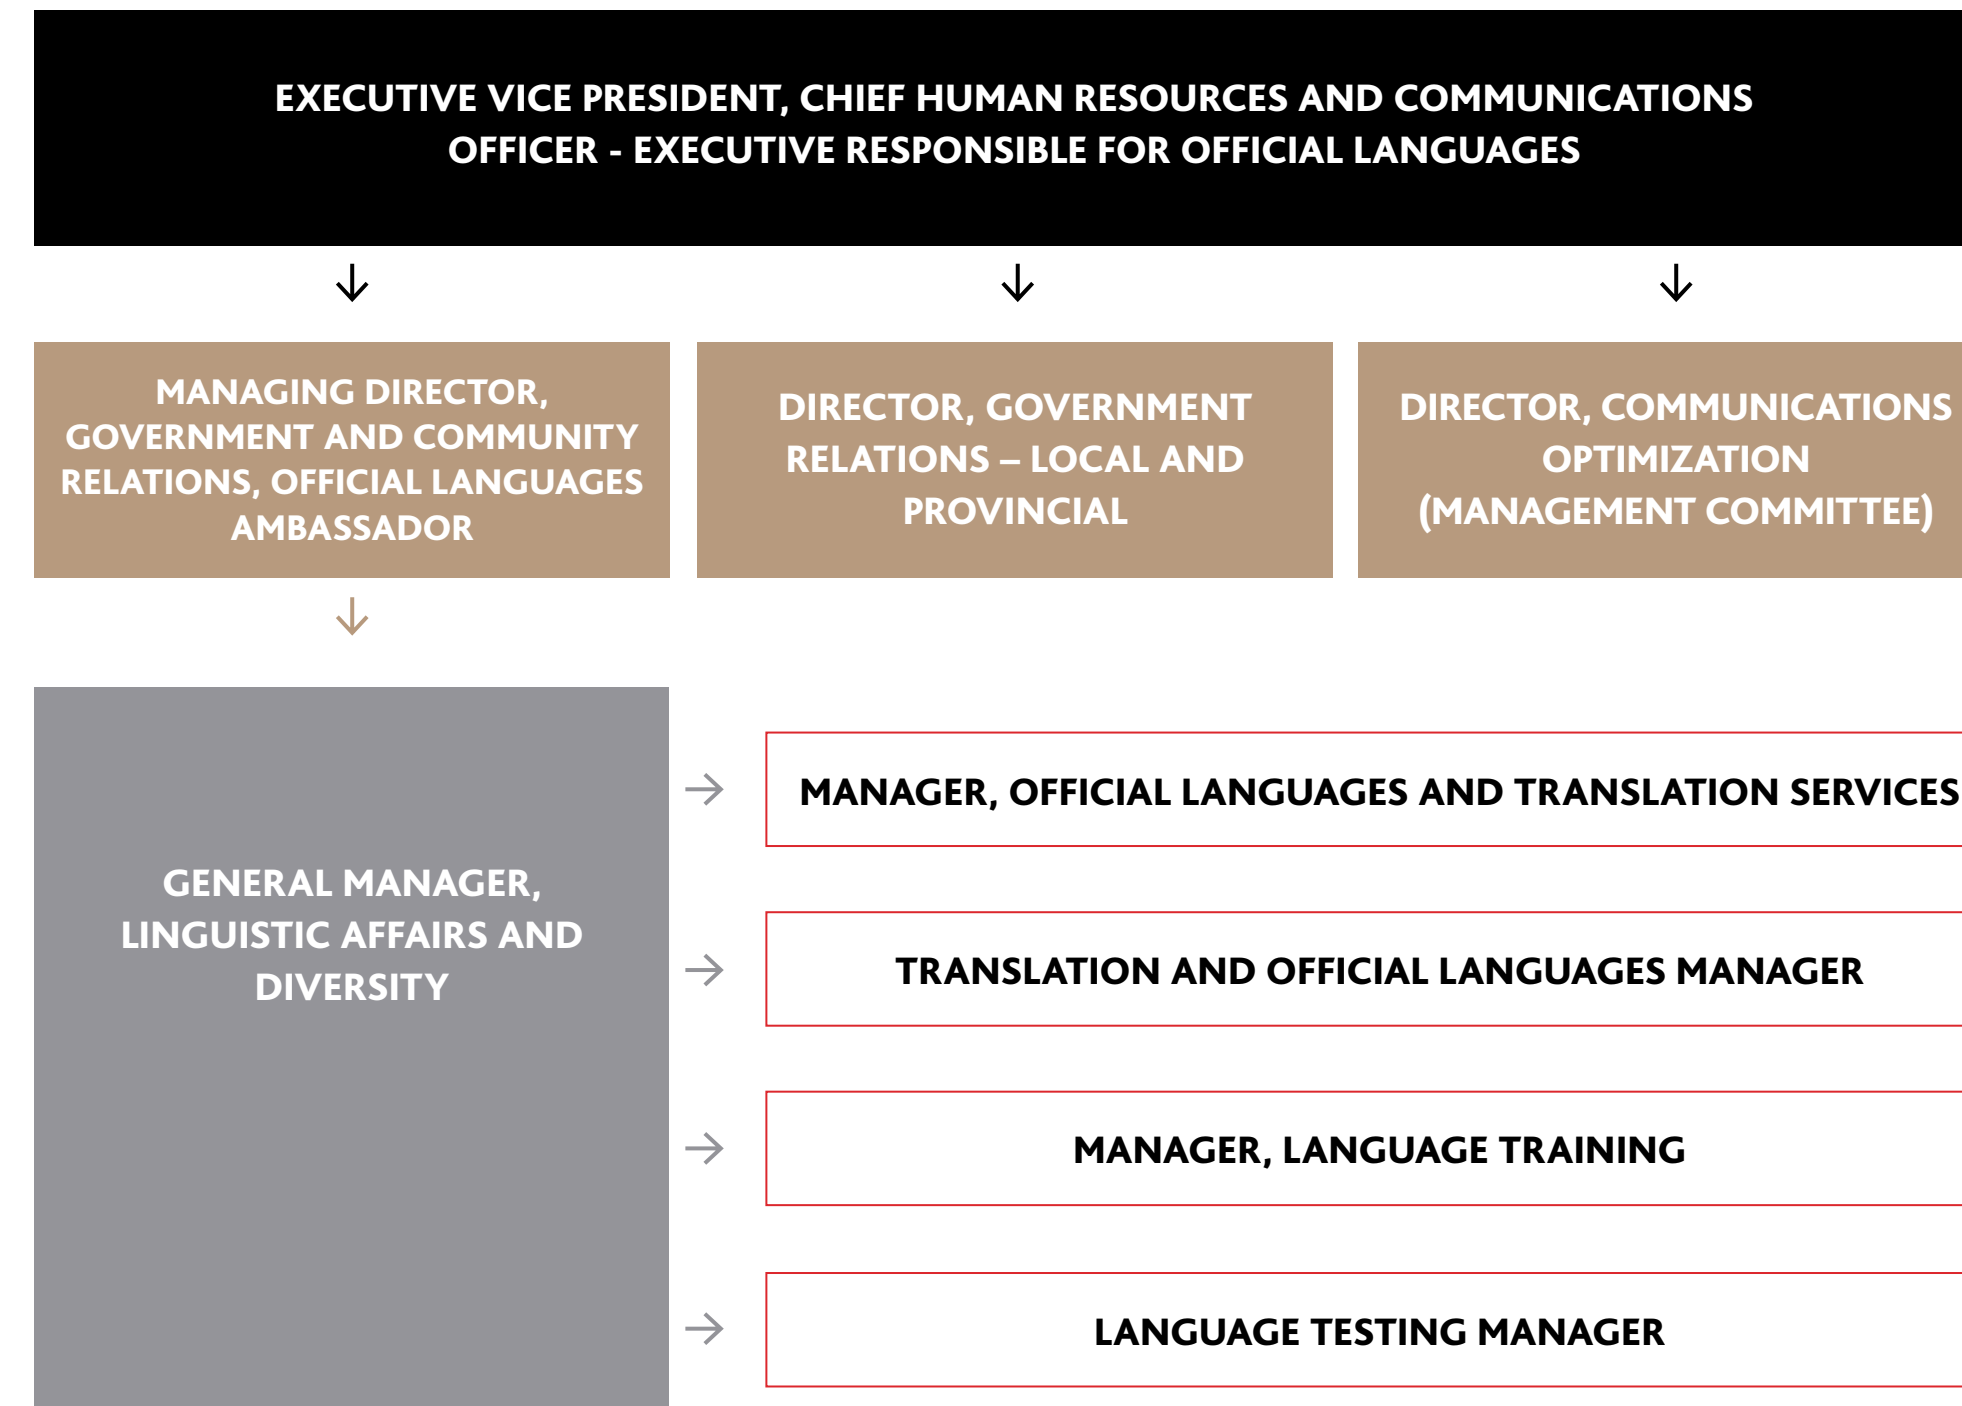 EXECUTIVE VICE PRESIDENT, CHIEF HUMAN RESOURCES AND COMMUNICATIONS
OFFICER - EXECUTIVE RESPONSIBLE FOR OFFICIAL LANGUAGES
MANAGING DIRECTOR,
GOVERNMENT AND COMMUNITY
RELATIONS, OFFICIAL LANGUAGES
AMBASSADOR
DIRECTOR, GOVERNMENT
RELATIONS – LOCAL AND
PROVINCIAL
DIRECTOR, COMMUNICATIONS
OPTIMIZATION
(MANAGEMENT COMMITTEE)
GENERAL MANAGER,
LINGUISTIC AFFAIRS AND
DIVERSITY
MANAGER, OFFICIAL LANGUAGES AND TRANSLATION SERVICES
TRANSLATION AND OFFICIAL LANGUAGES MANAGER
MANAGER, LANGUAGE TRAINING
LANGUAGE TESTING MANAGER